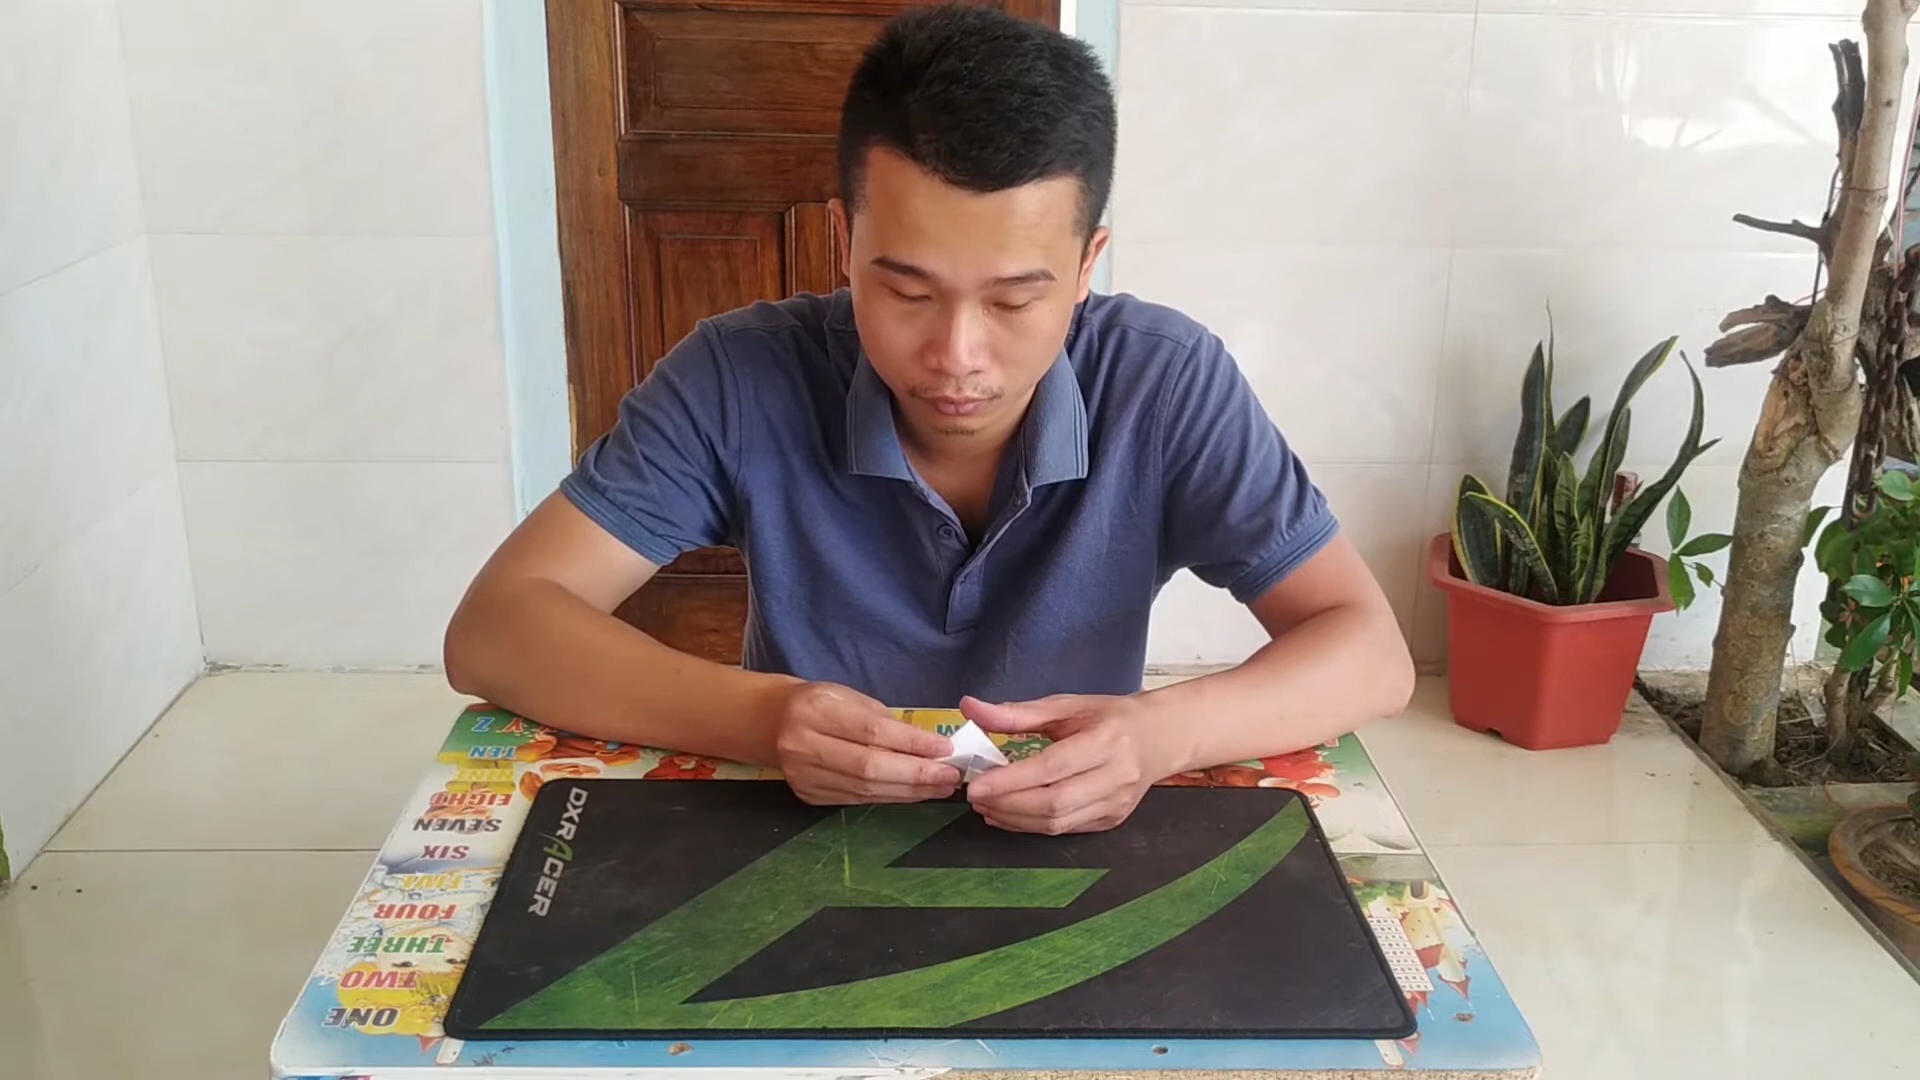 Y Z
TEN
NINE
EIGHT
SEVEN
SIX
FIVE
FOUR
THREE
TWO
ONE
DXRACER